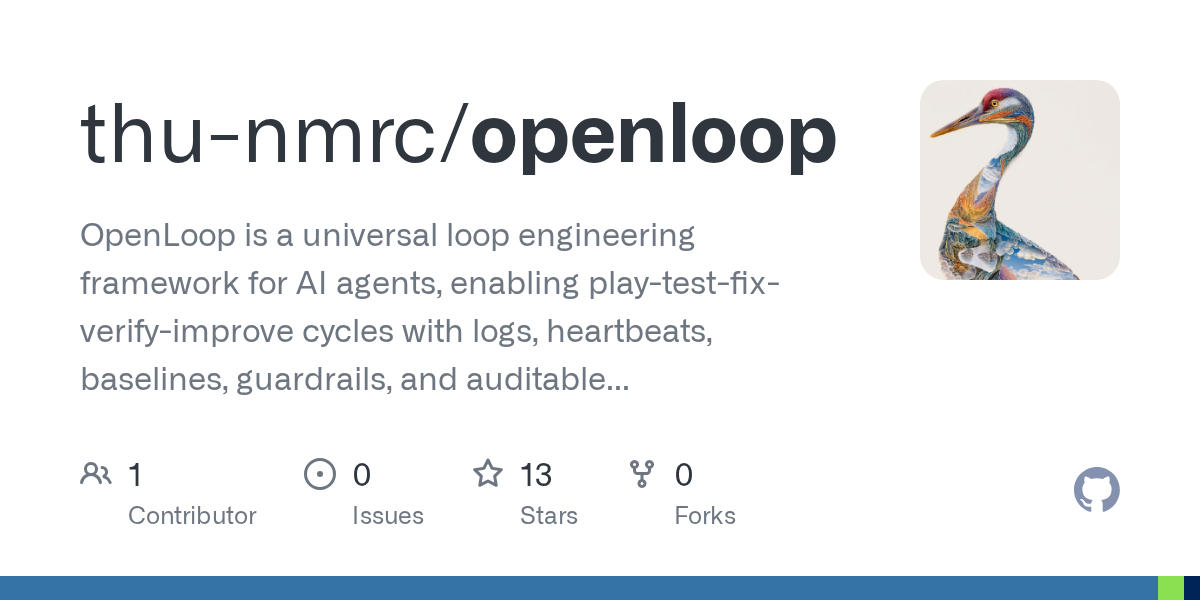 thu-nmrc/openloop
OpenLoop is a universal loop engineering
framework for AI agents, enabling play-test-fix-
verify-improve cycles with logs, heartbeats,
baselines, guardrails, and auditable...
1
Contributor
0
Issues
13
Stars
0
Forks